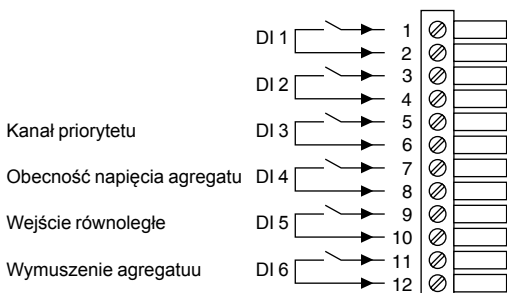 DI 1 1
2
DI 2 3
4
Kanał priorytetu DI 3 5
6
Obecność napięcia agregatu DI 4 7
8
Wejście równoległe DI 5 9
10
Wymuszenie agregatuu DI 6 11
12